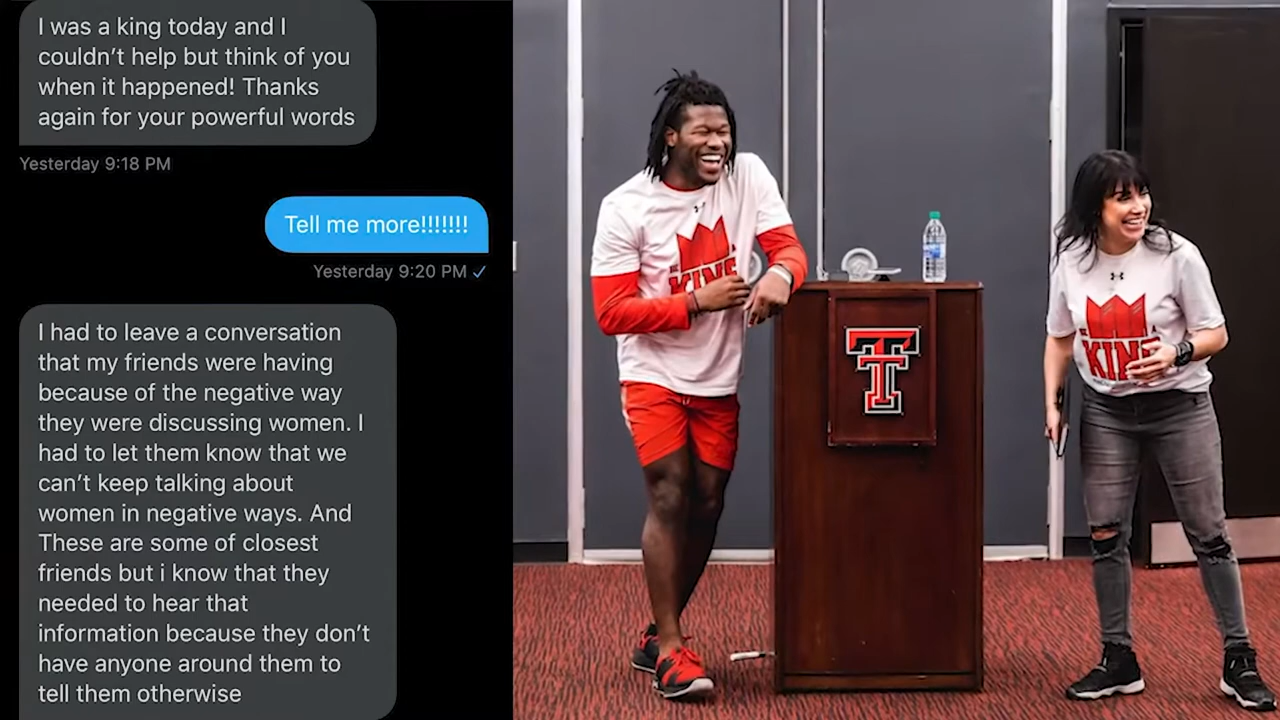 I was a king today and I
couldn't help but think of you
when it happened! Thanks
again for your powerful words
Yesterday 9:18 PM
Tell me more!!!!!!!
Yesterday 9:20 PM
I had to leave a conversation
that my friends were having
because of the negative way
they were discussing women. I
had to let them know that we
can't keep talking about
women in negative ways. And
These are some of closest
friends but i know that they
needed to hear that
information because they don't
have anyone around them to
tell them otherwise
BE A
KING
T
BE A
KING